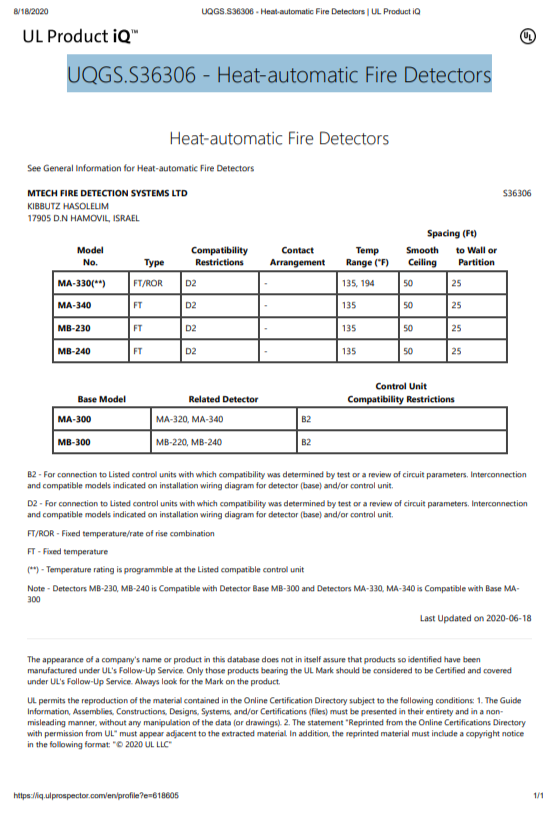 8/18/2020 UQGS.S36306 - Heat-automatic Fire Detectors | UL Product iQ
UL Product iQ™
UL
UQGS.S36306 - Heat-automatic Fire Detectors
Heat-automatic Fire Detectors
See General Information for Heat-automatic Fire Detectors
MTECH FIRE DETECTION SYSTEMS LTD S36306
KIBBUTZ HASOLELIM
17905 D.N HAMOVIL, ISRAEL
Spacing (Ft)
Model Compatibility Contact Temp Smooth to Wall or
No. Type Restrictions Arrangement Range (°F) Ceiling Partition
MA-330(**) FT/ROR D2 - 135, 194 50 25
MA-340 FT D2 - 135 50 25
MB-230 FT D2 - 135 50 25
MB-240 FT D2 - 135 50 25
Control Unit
Base Model Related Detector Compatibility Restrictions
MA-300 MA-320, MA-340 B2
MB-300 MB-220, MB-240 B2
B2 - For connection to Listed control units with which compatibility was determined by test or a review of circuit parameters. Interconnection
and compatible models indicated on installation wiring diagram for detector (base) and/or control unit.
D2 - For connection to Listed control units with which compatibility was determined by test or a review of circuit parameters. Interconnection
and compatible models indicated on installation wiring diagram for detector (base) and/or control unit.
FT/ROR - Fixed temperature/rate of rise combination
FT - Fixed temperature
(**) - Temperature rating is programmble at the Listed compatible control unit
Note - Detectors MB-230, MB-240 is Compatible with Detector Base MB-300 and Detectors MA-330, MA-340 is Compatible with Base MA-
300
Last Updated on 2020-06-18
The appearance of a company's name or product in this database does not in itself assure that products so identified have been
manufactured under UL's Follow-Up Service. Only those products bearing the UL Mark should be considered to be Certified and covered
under UL's Follow-Up Service. Always look for the Mark on the product.
UL permits the reproduction of the material contained in the Online Certification Directory subject to the following conditions: 1. The Guide
Information, Assemblies, Constructions, Designs, Systems, and/or Certifications (files) must be presented in their entirety and in a non-
misleading manner, without any manipulation of the data (or drawings). 2. The statement "Reprinted from the Online Certifications Directory
with permission from UL" must appear adjacent to the extracted material. In addition, the reprinted material must include a copyright notice
in the following format: "© 2020 UL LLC"
https://iq.ulprospector.com/en/profile?e=618605 1/1